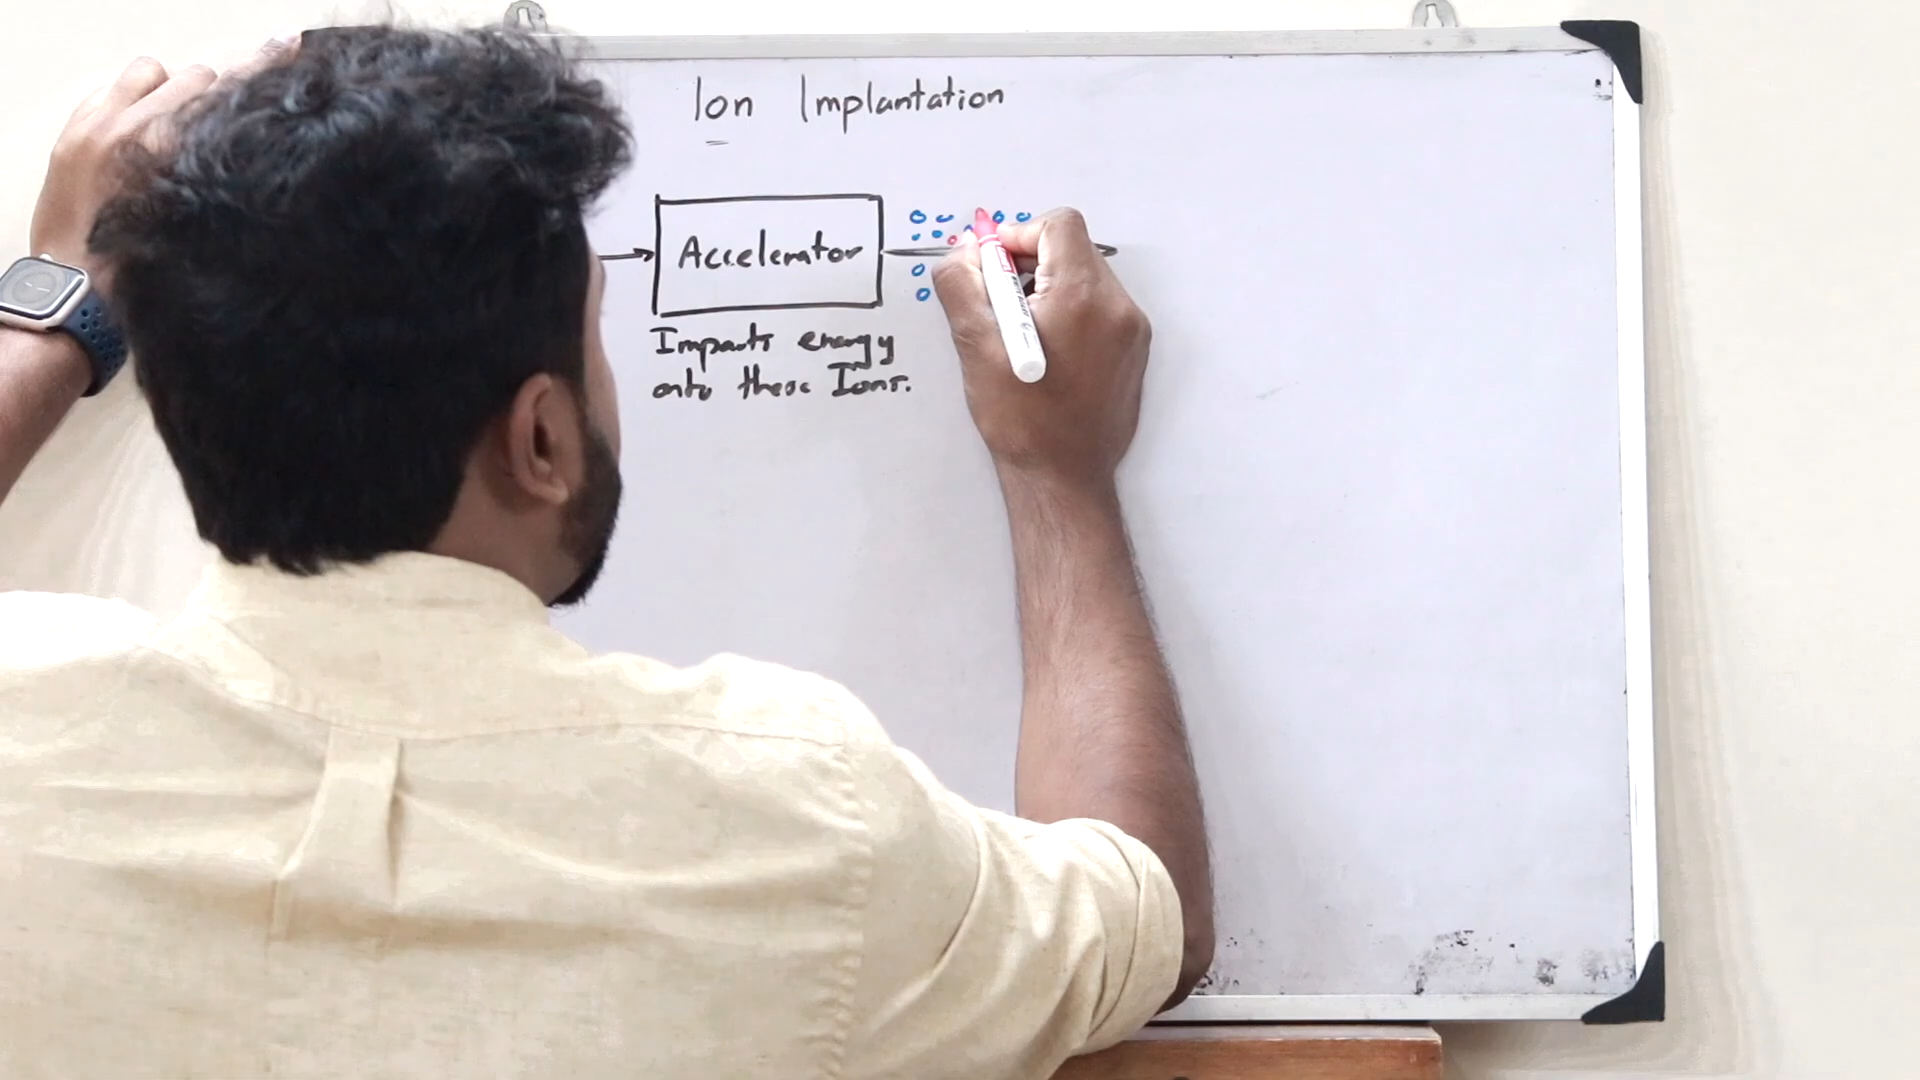 Ion Implantation
Accelerator
Imparts energy
onto these Ions.